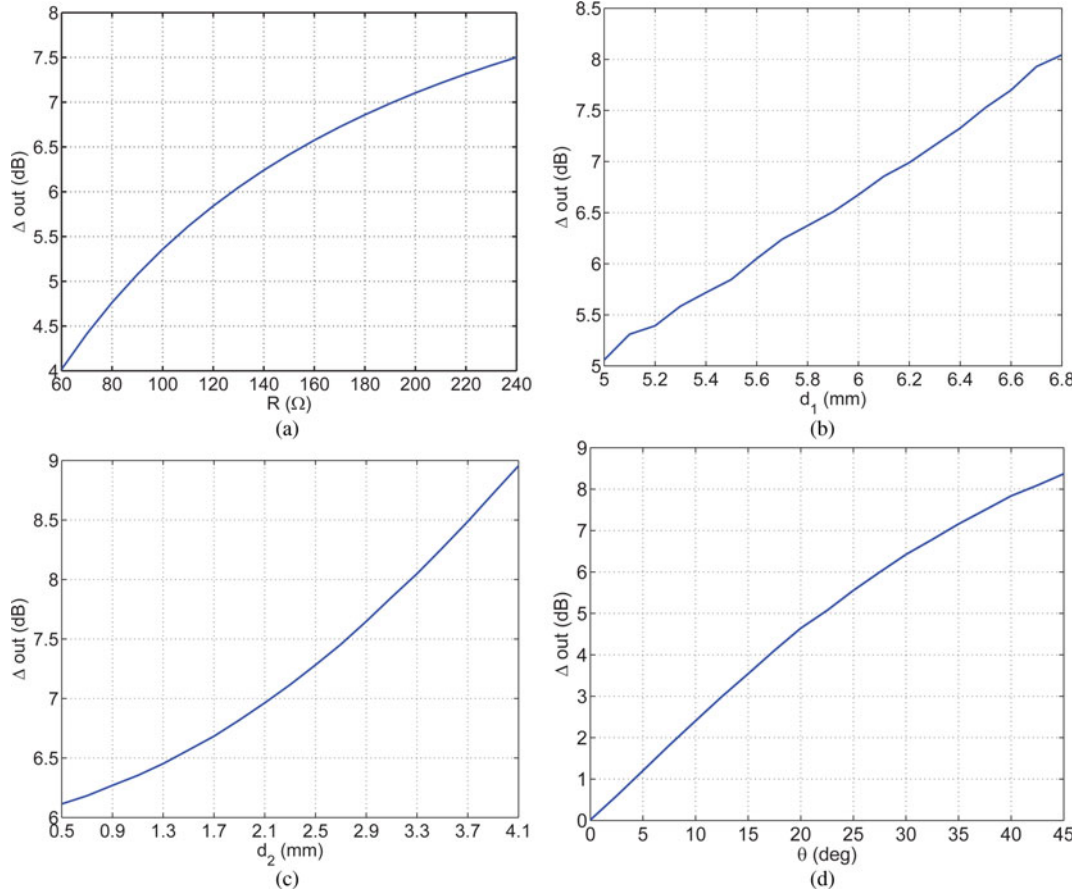 8
7.5
7
6.5
6
5.5
5
4.5
4
Δ out (dB)
60 80 100 120 140 160 180 200 220 240
R (Ω)
(a)
8.5
8
7.5
7
6.5
6
5.5
5
Δ out (dB)
5 5.2 5.4 5.6 5.8 6 6.2 6.4 6.6 6.8
d1 (mm)
(b)
9
8.5
8
7.5
7
6.5
6
Δ out (dB)
0.5 0.9 1.3 1.7 2.1 2.5 2.9 3.3 3.7 4.1
d2 (mm)
(c)
9
8
7
6
5
4
3
2
1
0
Δ out (dB)
0 5 10 15 20 25 30 35 40 45
θ (deg)
(d)